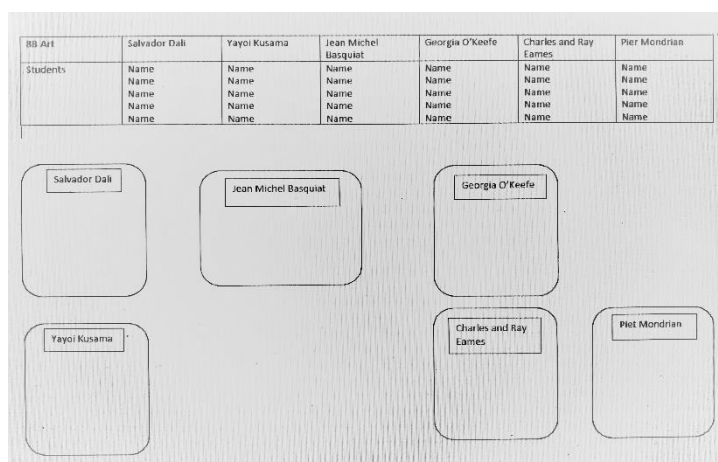 8B Art Salvador Dali Yayoi Kusama Jean Michel Georgia O'Keefe Charles and Ray Pier Mondrian
Basquiat Eames
Students Name Name Name Name Name Name
Name Name Name Name Name Name
Name Name Name Name Name Name
Name Name Name Name Name Name
Name Name Name Name Name Name
Salvador Dali
Jean Michel Basquiat
Georgia O'Keefe
Yayoi Kusama
Charles and Ray
Eames
Piet Mondrian